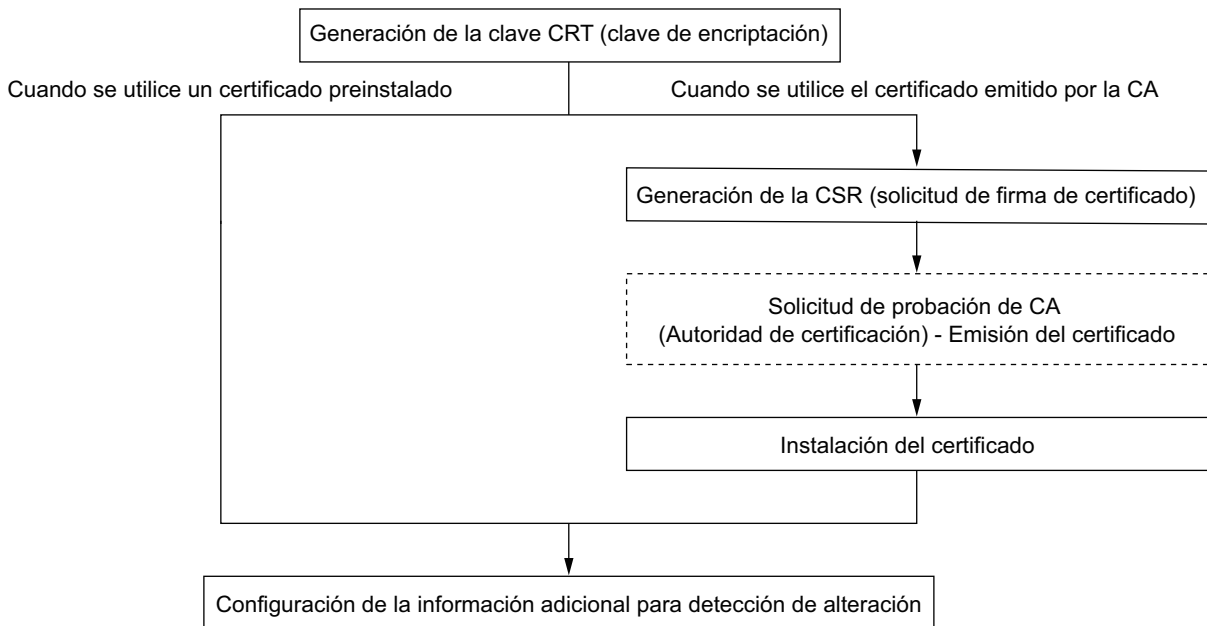 Generación de la clave CRT (clave de encriptación)
Cuando se utilice un certificado preinstalado
Cuando se utilice el certificado emitido por la CA
Generación de la CSR (solicitud de firma de certificado)
Solicitud de probación de CA
(Autoridad de certificación) - Emisión del certificado
Instalación del certificado
Configuración de la información adicional para detección de alteración